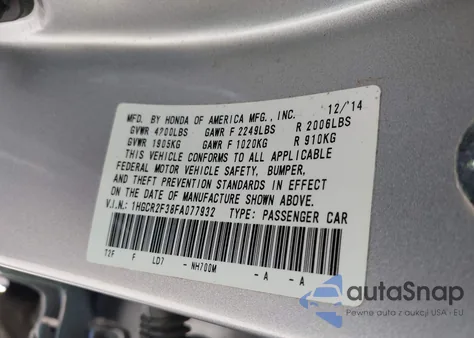 MFD. BY HONDA OF AMERICA MFG., INC. 12/'14
GVWR 4200LBS GAWR F 2249LBS R 2006LBS
GVWR 1905KG GAWR F 1020KG R 910KG
THIS VEHICLE CONFORMS TO ALL APPLICABLE
FEDERAL MOTOR VEHICLE SAFETY, BUMPER,
AND THEFT PREVENTION STANDARDS IN EFFECT
ON THE DATE OF MANUFACTURE SHOWN ABOVE.
V.I.N.: 1HGCR2F38FA077932 TYPE: PASSENGER CAR
T2F F LD7 - NH700M -A -A
autoSnap
Pewne auta z aukcji USA i EU